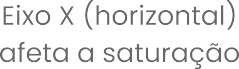 Eixo X (horizontal)
afeta a saturação